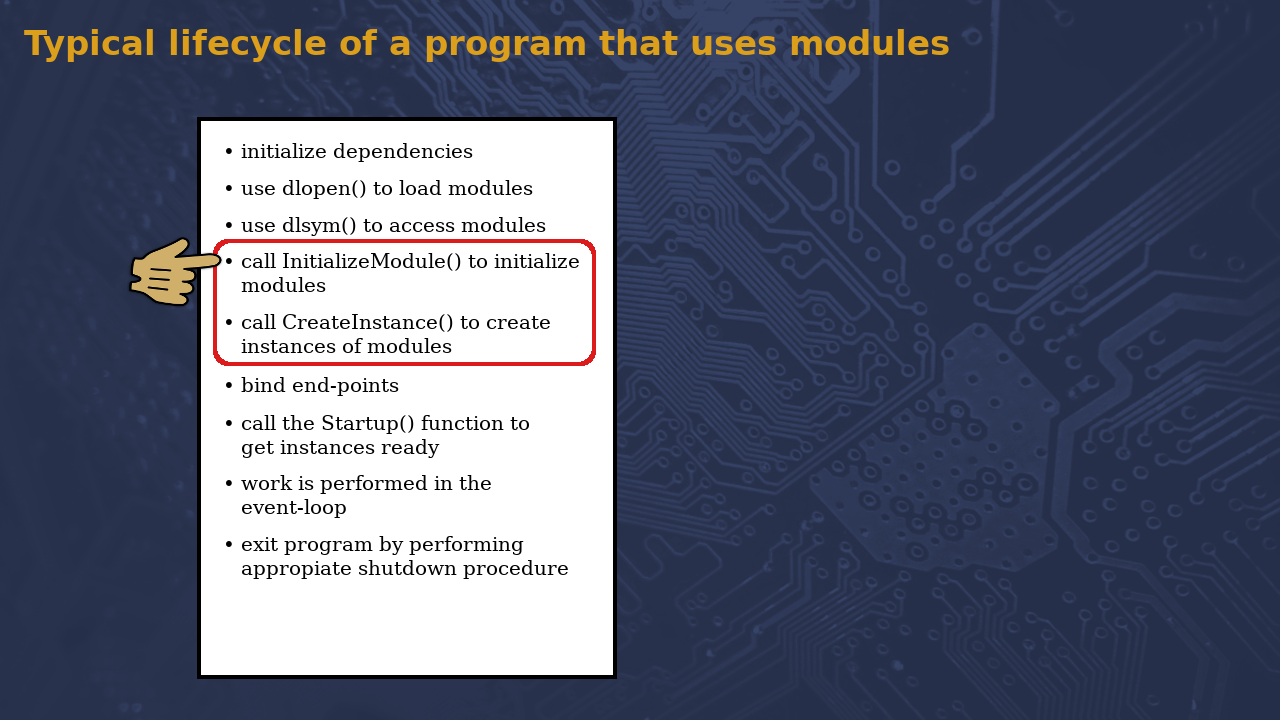 Typical lifecycle of a program that uses modules
• initialize dependencies
• use dlopen() to load modules
• use dlsym() to access modules
• call InitializeModule() to initialize
modules
• call CreateInstance() to create
instances of modules
• bind end-points
• call the Startup() function to
get instances ready
• work is performed in the
event-loop
• exit program by performing
appropiate shutdown procedure